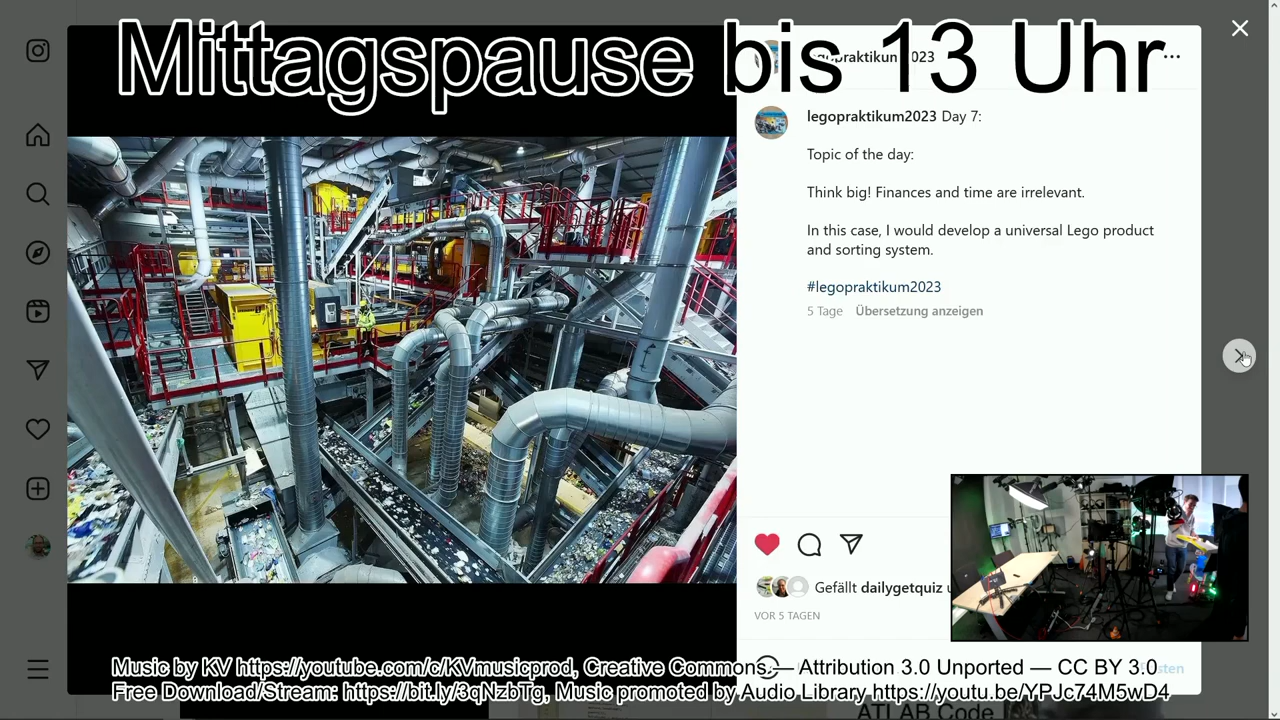 Mittagspause bis 13 Uhr
legopraktikum2023 Day 7:
Topic of the day:
Think big! Finances and time are irrelevant.
In this case, I would develop a universal Lego product
and sorting system.
#legopraktikum2023
5 Tage Übersetzung anzeigen
Gefällt dailygetquiz
VOR 5 TAGEN
Music by KV https://youtube.com/c/KVmusicprod, Creative Commons — Attribution 3.0 Unported — CC BY 3.0
Free Download/Stream: https://bit.ly/3qNzbTg, Music promoted by Audio Library https://youtu.be/YPJc74M5wD4
ATLAB Code